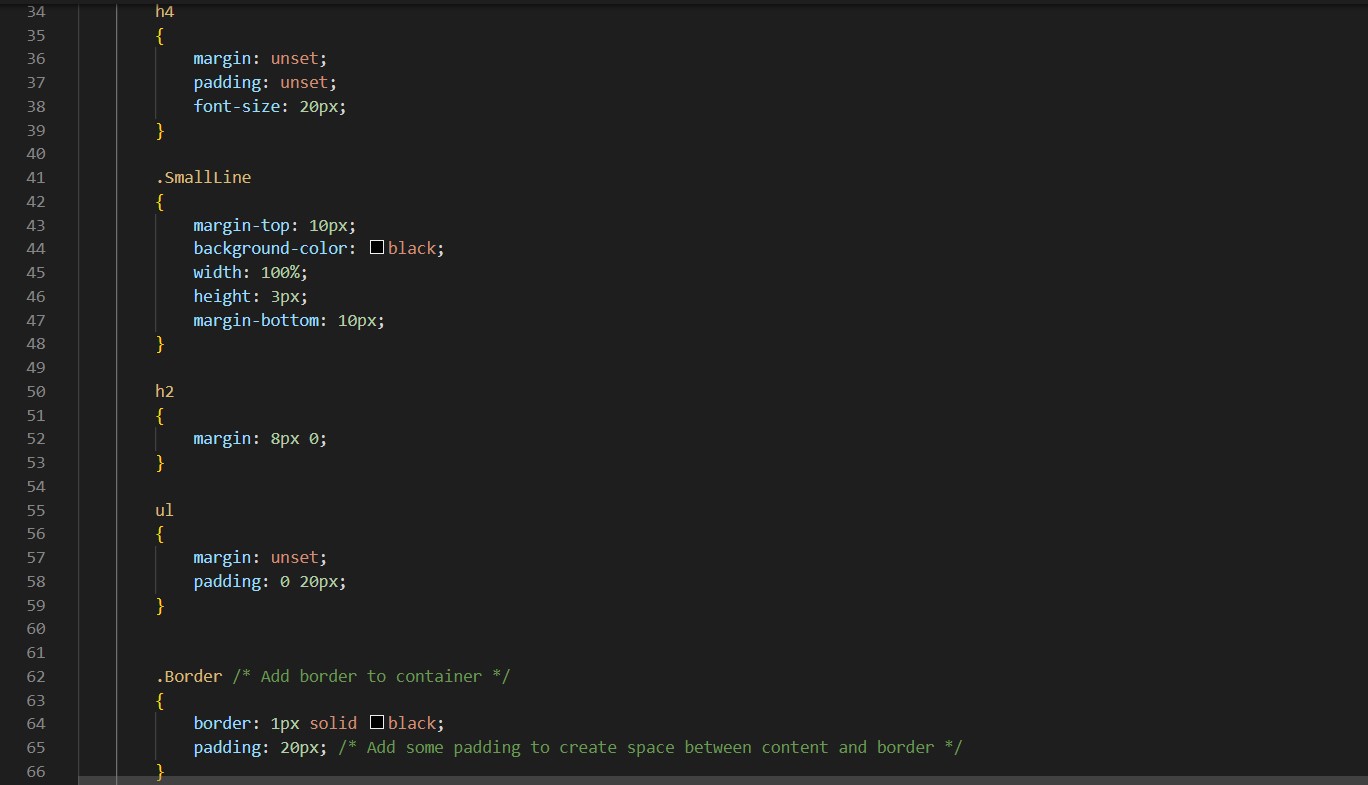 34 h4
35 {
36 margin: unset;
37 padding: unset;
38 font-size: 20px;
39 }
40
41 .SmallLine
42 {
43 margin-top: 10px;
44 background-color: black;
45 width: 100%;
46 height: 3px;
47 margin-bottom: 10px;
48 }
49
50 h2
51 {
52 margin: 8px 0;
53 }
54
55 ul
56 {
57 margin: unset;
58 padding: 0 20px;
59 }
60
61
62 .Border /* Add border to container */
63 {
64 border: 1px solid black;
65 padding: 20px; /* Add some padding to create space between content and border */
66 }